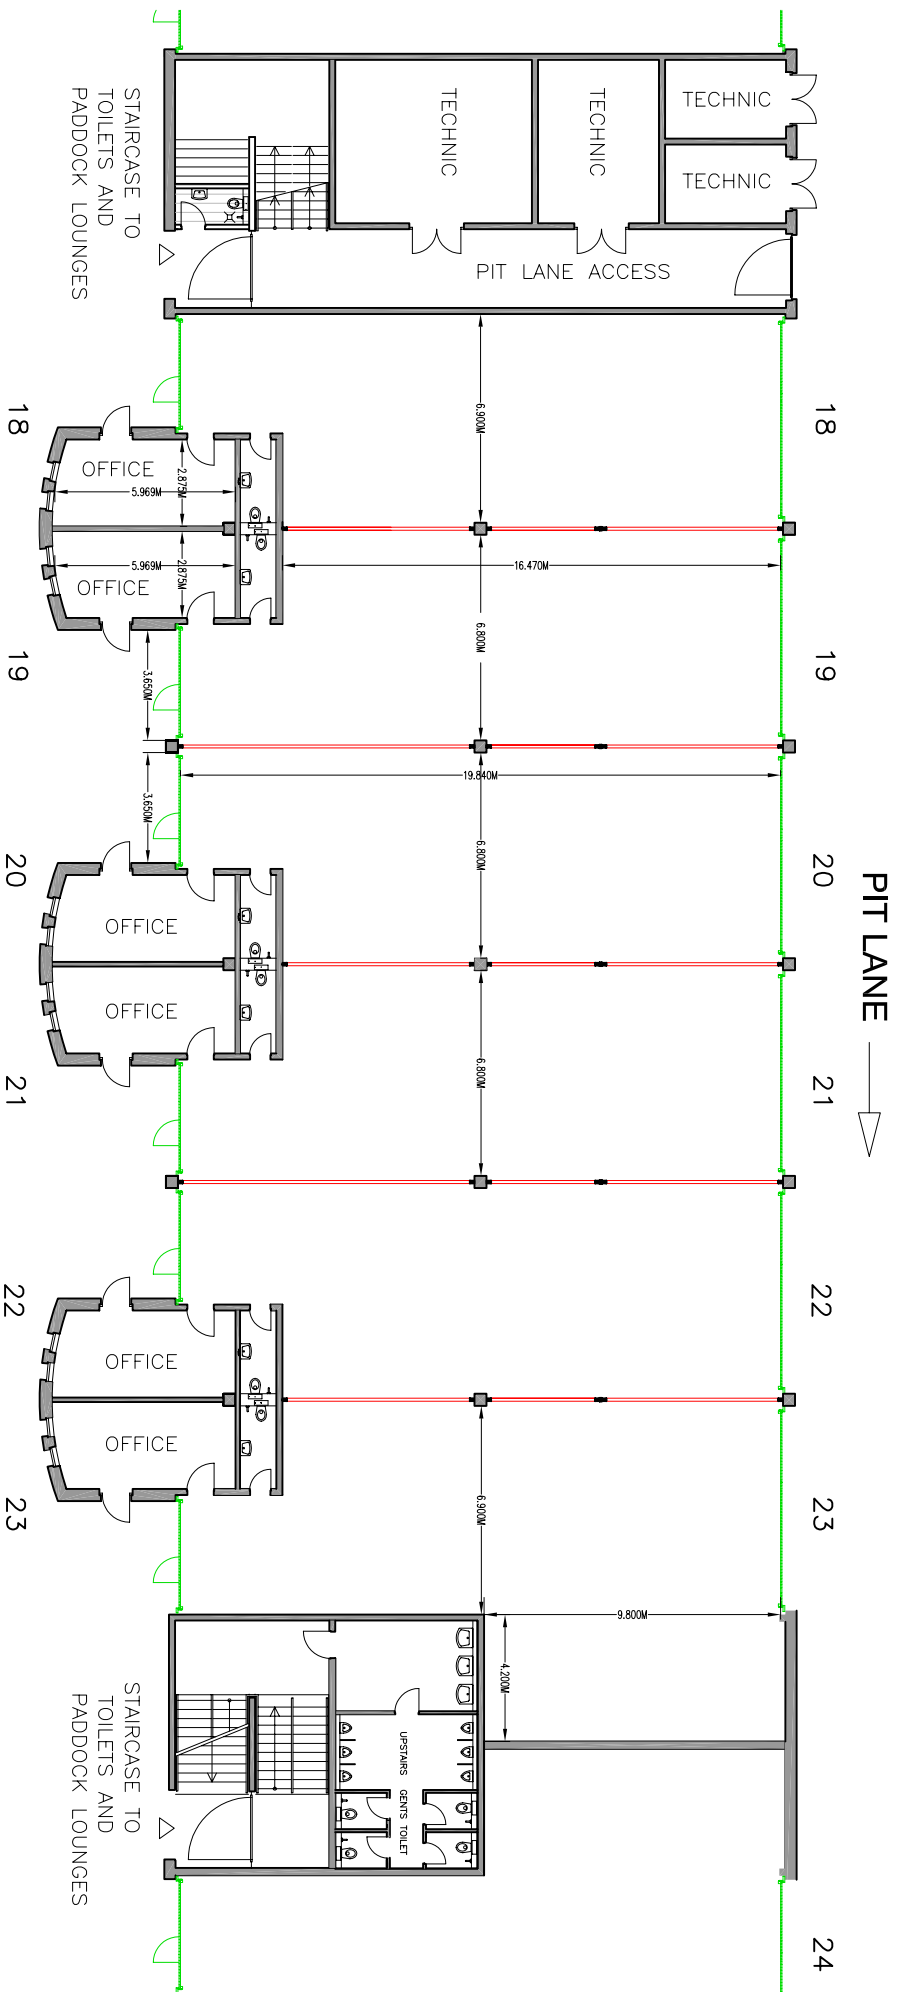 TECHNIC
TECHNIC
TECHNIC
TECHNIC
STAIRCASE TO
TOILETS AND
PADDOCK LOUNGES
PIT LANE ACCESS
18
18
6.900M
OFFICE
2.875M
5.969M
5.969M
2.875M
OFFICE
16.470M
6.800M
19
19
3.650M
19.840M
3.650M
6.800M
20
20
PIT LANE
OFFICE
OFFICE
6.800M
21
21
22
22
OFFICE
OFFICE
6.900M
23
23
9.800M
4.200M
STAIRCASE TO
TOILETS AND
PADDOCK LOUNGES
UPSTAIRS GENTS TOILET
24